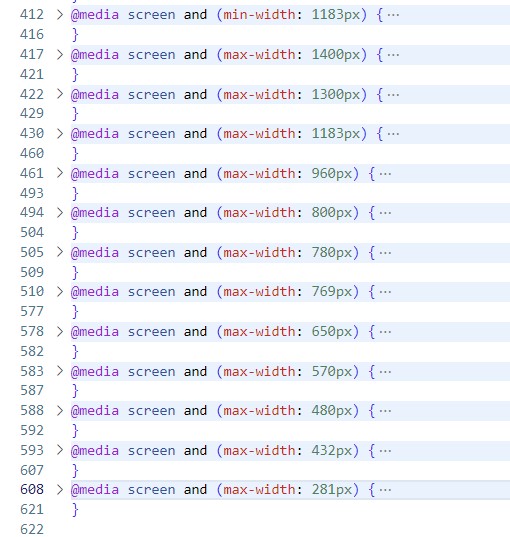 412 > @media screen and (min-width: 1183px) {···
416 }
417 > @media screen and (max-width: 1400px) {···
421 }
422 > @media screen and (max-width: 1300px) {···
429 }
430 > @media screen and (max-width: 1183px) {···
460 }
461 > @media screen and (max-width: 960px) {···
493 }
494 > @media screen and (max-width: 800px) {···
504 }
505 > @media screen and (max-width: 780px) {···
509 }
510 > @media screen and (max-width: 769px) {···
577 }
578 > @media screen and (max-width: 650px) {···
582 }
583 > @media screen and (max-width: 570px) {···
587 }
588 > @media screen and (max-width: 480px) {···
592 }
593 > @media screen and (max-width: 432px) {···
607 }
608 > @media screen and (max-width: 281px) {···
621 }
622